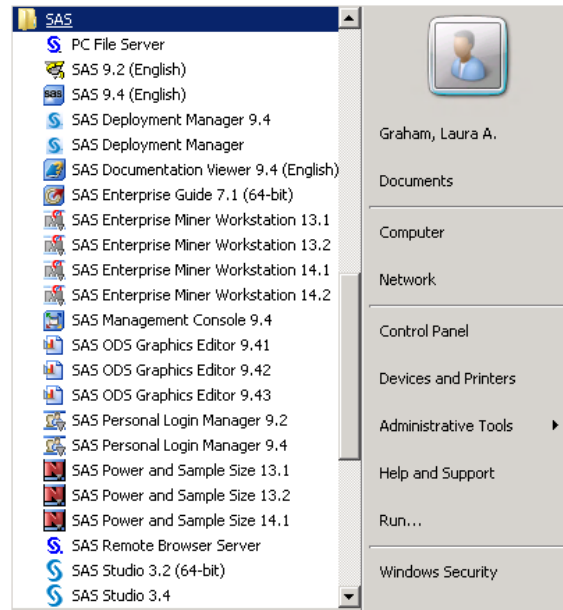 SAS
PC File Server
SAS 9.2 (English)
sas SAS 9.4 (English)
SAS Deployment Manager 9.4
SAS Deployment Manager
SAS Documentation Viewer 9.4 (English)
SAS Enterprise Guide 7.1 (64-bit)
SAS Enterprise Miner Workstation 13.1
SAS Enterprise Miner Workstation 13.2
SAS Enterprise Miner Workstation 14.1
SAS Enterprise Miner Workstation 14.2
SAS Management Console 9.4
SAS ODS Graphics Editor 9.41
SAS ODS Graphics Editor 9.42
SAS ODS Graphics Editor 9.43
SAS Personal Login Manager 9.2
SAS Personal Login Manager 9.4
SAS Power and Sample Size 13.1
SAS Power and Sample Size 13.2
SAS Power and Sample Size 14.1
SAS Remote Browser Server
SAS Studio 3.2 (64-bit)
SAS Studio 3.4
Graham, Laura A.
Documents
Computer
Network
Control Panel
Devices and Printers
Administrative Tools
Help and Support
Run...
Windows Security